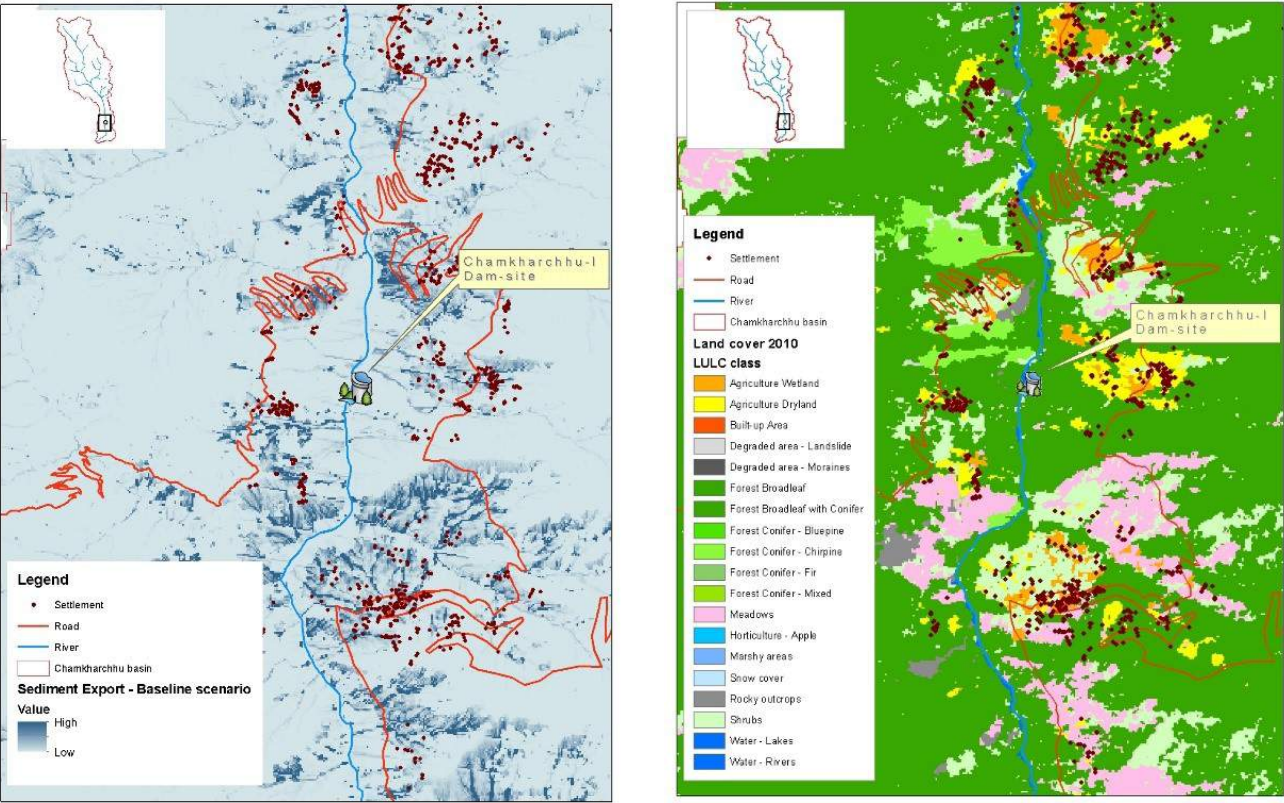 Chamkharchhu-I
Dam-site
Legend
Settlement
Road
River
Chamkharchhu basin
Sediment Export - Baseline scenario
Value
High
Low
Legend
Settlement
Road
River
Chamkharchhu basin
Land cover 2010
LULC class
Agriculture Wetland
Agriculture Dryland
Built-up Area
Degraded area - Landslide
Degraded area - Moraines
Forest Broadleaf
Forest Broadleaf with Conifer
Forest Conifer - Bluepine
Forest Conifer - Chirpine
Forest Conifer - Fir
Forest Conifer - Mixed
Meadows
Horticulture - Apple
Marshy areas
Snow cover
Rocky outcrops
Shrubs
Water - Lakes
Water - Rivers
Chamkharchhu-I
Dam-site